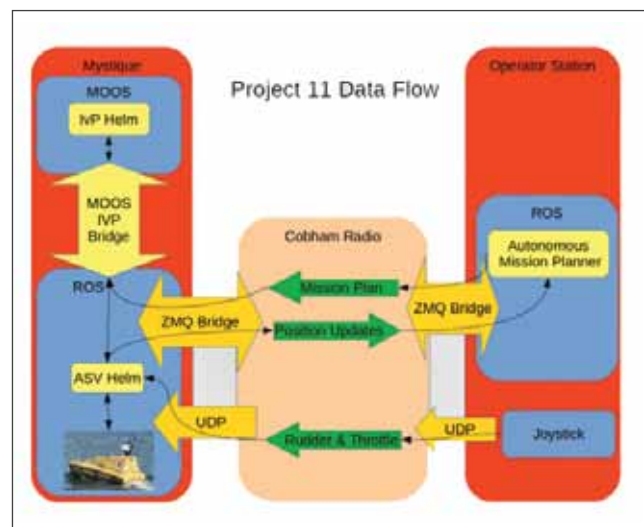 Project 11 Data Flow
Mystique
MOOS
IvP Helm
MOOS
IVP
Bridge
ROS
ZMQ Bridge
ASV Helm
UDP
Cobham Radio
Mission Plan
Position Updates
Rudder & Throttle
Operator Station
ROS
Autonomous
Mission Planner
ZMQ Bridge
UDP
Joystick